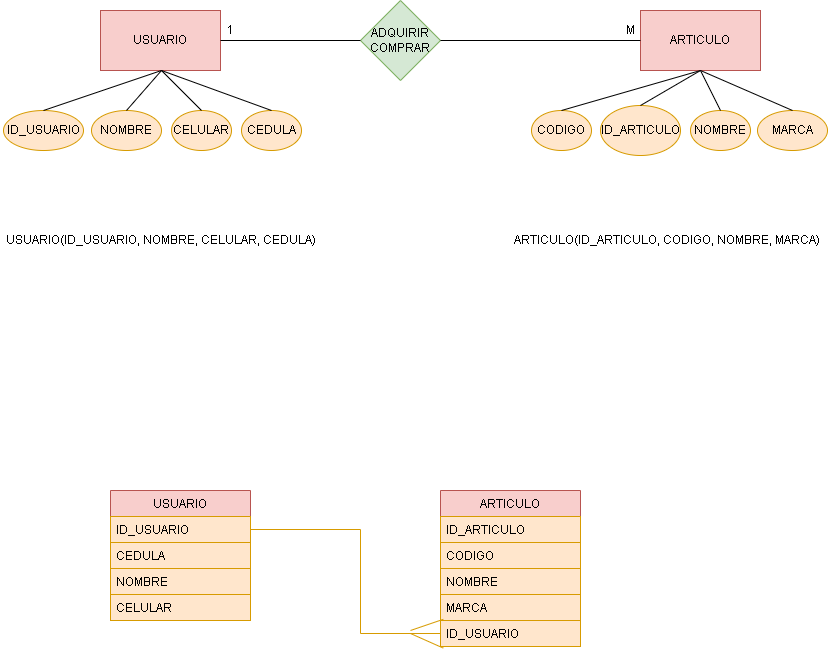 USUARIO
1
ADQUIRIR
COMPRAR
M
ARTICULO
ID_USUARIO
NOMBRE
CELULAR
CEDULA
CODIGO
ID_ARTICULO
NOMBRE
MARCA
USUARIO(ID_USUARIO, NOMBRE, CELULAR, CEDULA)
ARTICULO(ID_ARTICULO, CODIGO, NOMBRE, MARCA)
USUARIO
ID_USUARIO
CEDULA
NOMBRE
CELULAR
ARTICULO
ID_ARTICULO
CODIGO
NOMBRE
MARCA
ID_USUARIO